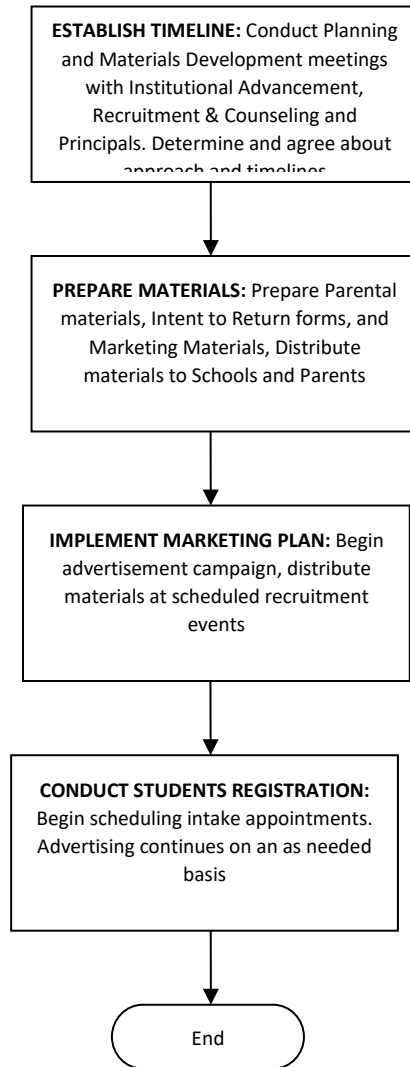 ESTABLISH TIMELINE: Conduct Planning
and Materials Development meetings
with Institutional Advancement,
Recruitment & Counseling and
Principals. Determine and agree about
approach and timelines
PREPARE MATERIALS: Prepare Parental
materials, Intent to Return forms, and
Marketing Materials, Distribute
materials to Schools and Parents
IMPLEMENT MARKETING PLAN: Begin
advertisement campaign, distribute
materials at scheduled recruitment
events
CONDUCT STUDENTS REGISTRATION:
Begin scheduling intake appointments.
Advertising continues on an as needed
basis
End